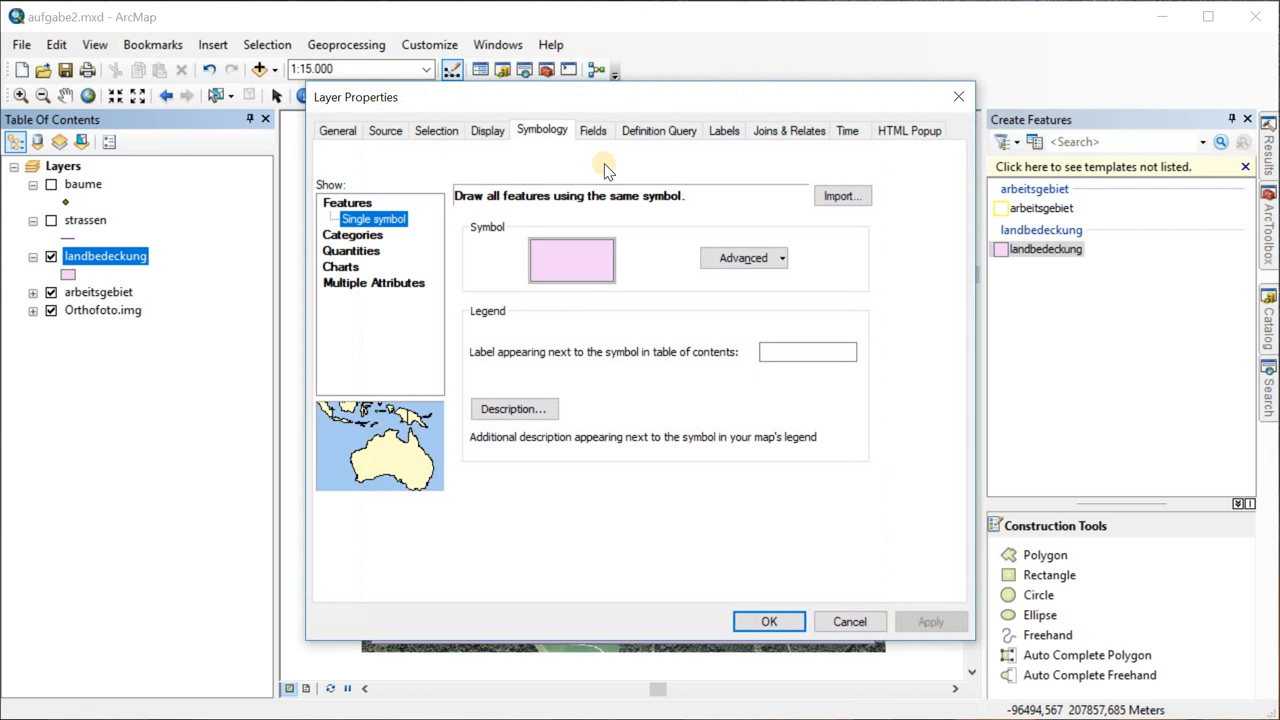 aufgabe2.mxd - ArcMap
File Edit View Bookmarks Insert Selection Geoprocessing Customize Windows Help
1:15.000
Table Of Contents
Layers
baume
strassen
landbedeckung
arbeitsgebiet
Orthofoto.img
Layer Properties
General Source Selection Display Symbology Fields Definition Query Labels Joins & Relates Time HTML Popup
Show:
Features
Single symbol
Categories
Quantities
Charts
Multiple Attributes
Draw all features using the same symbol.
Import...
Symbol
Advanced
Legend
Label appearing next to the symbol in table of contents:
Description...
Additional description appearing next to the symbol in your map's legend
OK Cancel Apply
Create Features
<Search>
Click here to see templates not listed.
arbeitsgebiet
arbeitsgebiet
landbedeckung
landbedeckung
Construction Tools
Polygon
Rectangle
Circle
Ellipse
Freehand
Auto Complete Polygon
Auto Complete Freehand
Results
ArcToolbox
Catalog
Search
-96494,567 207857,685 Meters